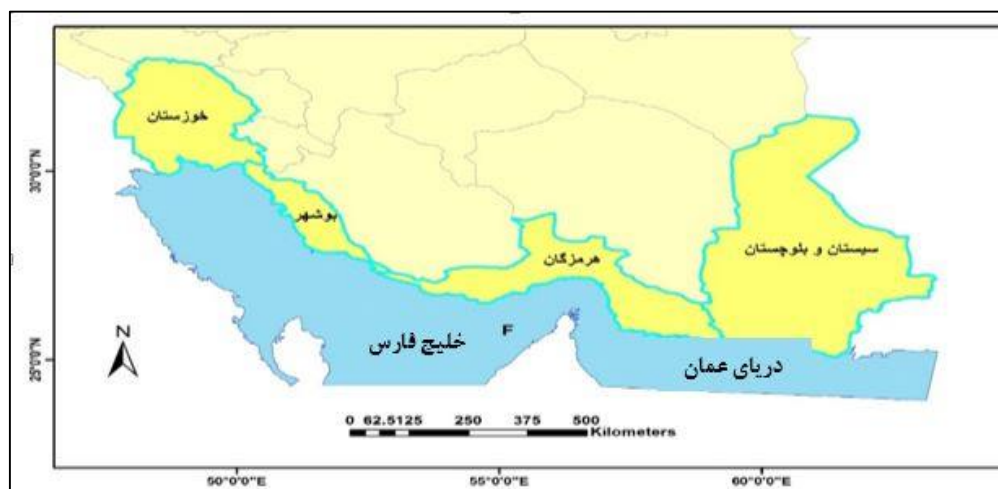 خوزستان
30°0'0"N
بوشهر
هرمزگان
سیستان و بلوچستان
N
F
خلیج فارس
25°0'0"N
دریای عمان
0 62.5125 250 375 500
Kilometers
50°0'0"E 55°0'0"E 60°0'0"E